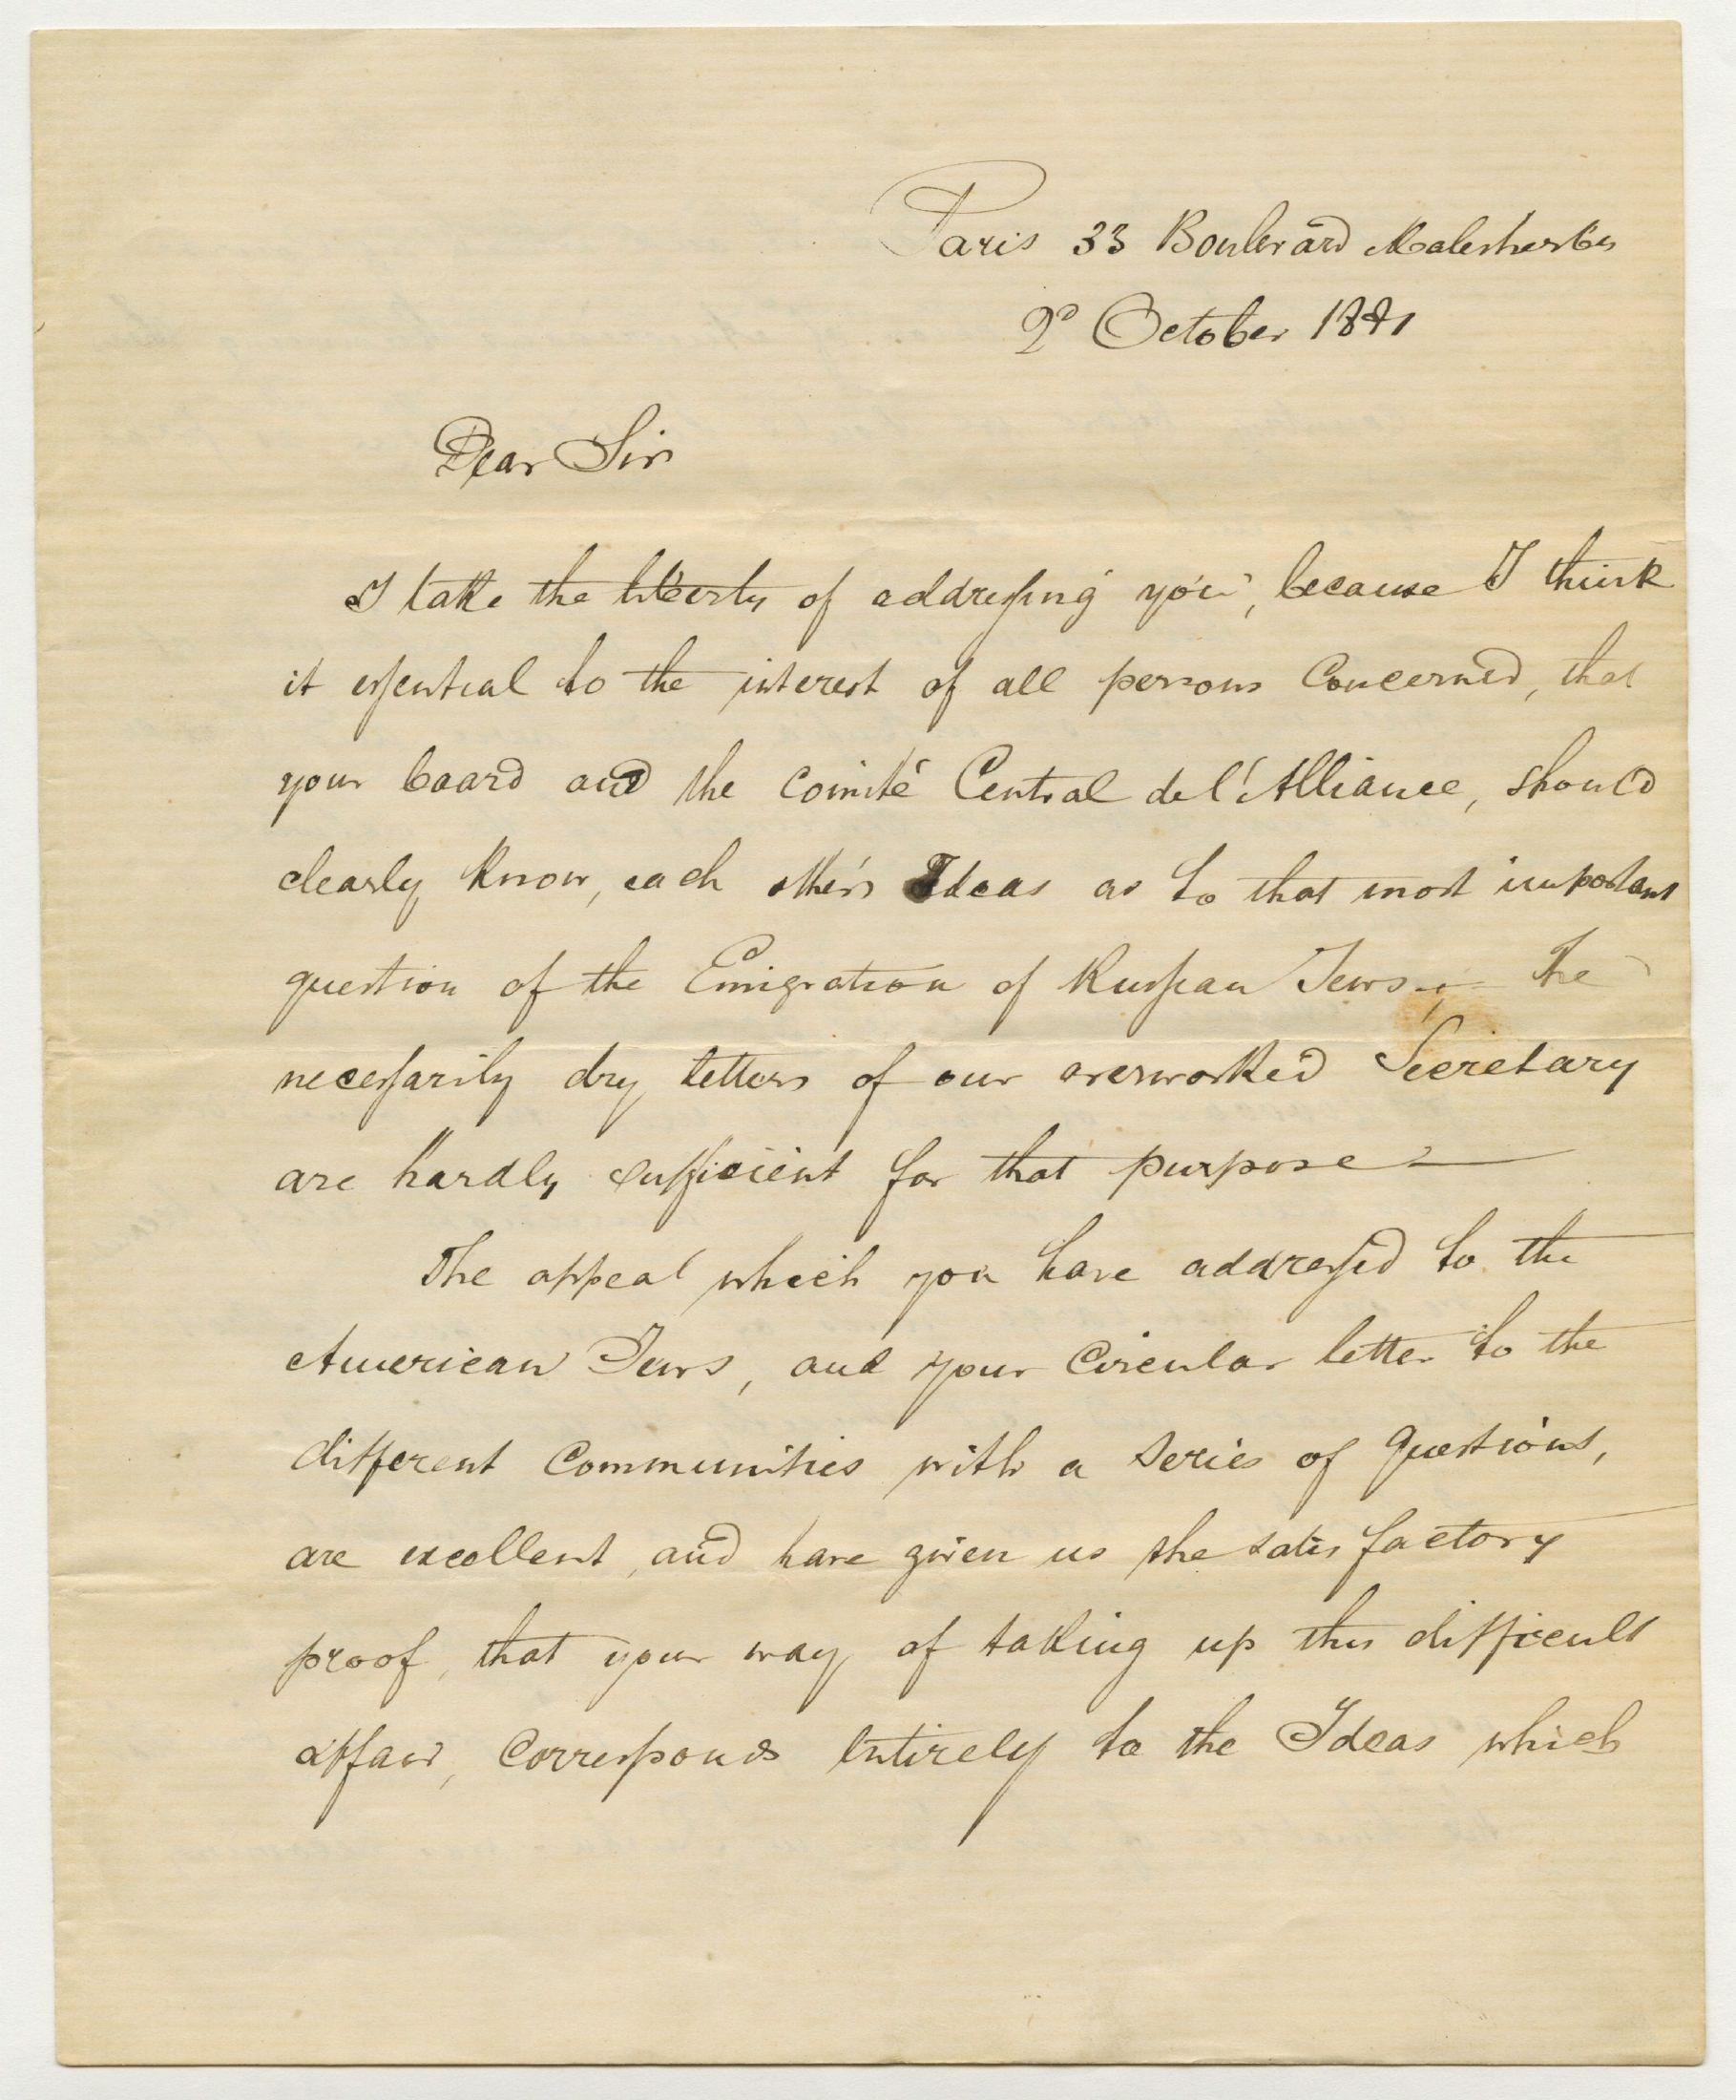 Paris 33 Boulevard Malesherbes
2d October 1881
Dear Sir
I take the liberty of addressing you, because I think
it essential to the interest of all persons Concerned, that
your board and the Comité Central de l'Alliance, should
clearly know, each other's Ideas as to that most important
question of the Emigration of Russian Jews; The
necessarily dry letters of our overworked Secretary
are hardly sufficient for that purpose —
The appeal which you have addressed to the
American Jews, and your Circular letter to the
different Communities with a series of Questions,
are excellent, and have given us the satisfactory
proof, that your way of taking up this difficult
affair, Corresponds Entirely to the Ideas which